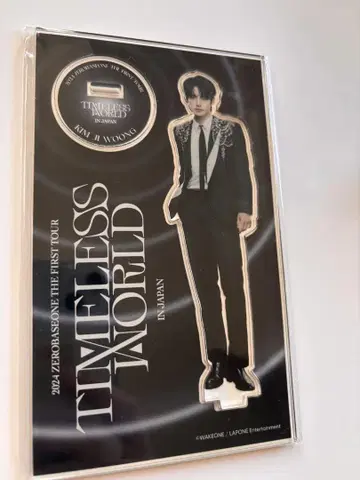 2024 ZEROBASEONE THE FIRST TOUR
TIMELESS
WORLD
IN JAPAN
KIM JI WOONG
2024 ZEROBASEONE THE FIRST TOUR
TIMELESS
WORLD
IN JAPAN
©WAKEONE / LAPONE Entertainment